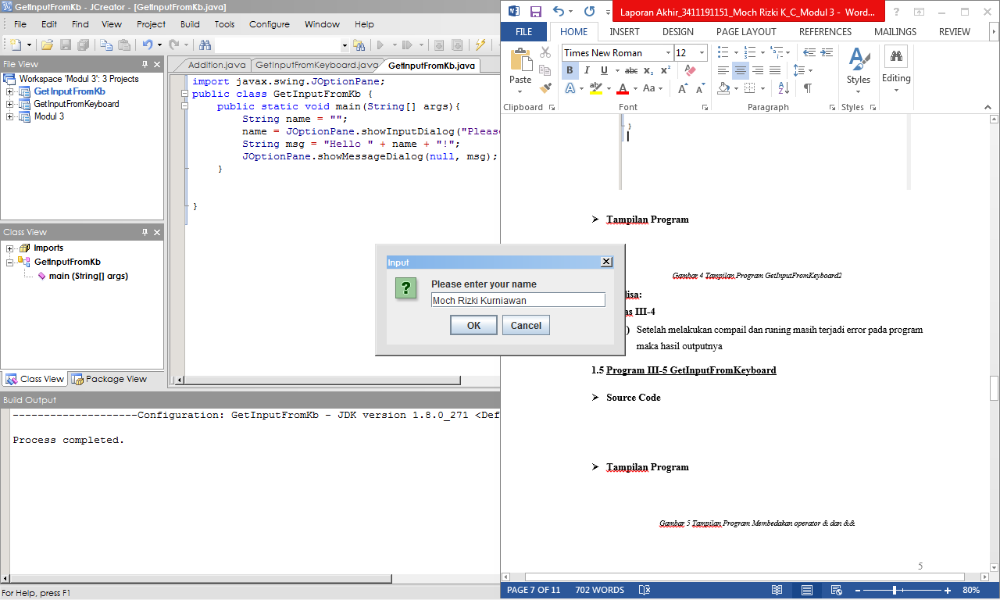 GetInputFromKb - JCreator - [GetInputFromKb.java]
File Edit Find View Project Build Tools Configure Window Help
File View
Workspace 'Modul 3': 3 Projects
GetInputFromKb
GetInputFromKeyboard
Modul 3
Class View
Imports
GetInputFromKb
main (String[] args)
Class View Package View
Addition.java GetInputFromKeyboard.java GetInputFromKb.java
import javax.swing.JOptionPane;
public class GetInputFromKb {
public static void main(String[] args){
String name = "";
name = JOptionPane.showInputDialog("Pleas
String msg = "Hello " + name + "!";
JOptionPane.showMessageDialog(null, msg);
}
}
Build Output
--------------------Configuration: GetInputFromKb - JDK version 1.8.0_271 <Def
Process completed.
For Help, press F1
Input
?
Please enter your name
Moch Rizki Kurniawan
OK Cancel
Laporan Akhir_3411191151_Moch Rizki K_C_Modul 3 - Word...
FILE HOME INSERT DESIGN PAGE LAYOUT REFERENCES MAILINGS REVIEW
Times New Roman 12
Paste
B I U abc X2 X2
A A Aa A A
Styles
Editing
Clipboard Font Paragraph Styles
}
Tampilan Program
Gambar 4 Tampilan Program GetInputFromKeyboard2
lisa:
as III-4
) Setelah melakukan compail dan runing masih terjadi error pada program
maka hasil outputnya
1.5 Program III-5 GetInputFromKeyboard
Source Code
Tampilan Program
Gambar 5 Tampilan Program Membedakan operator & dan &&
5
PAGE 7 OF 11 702 WORDS 80%